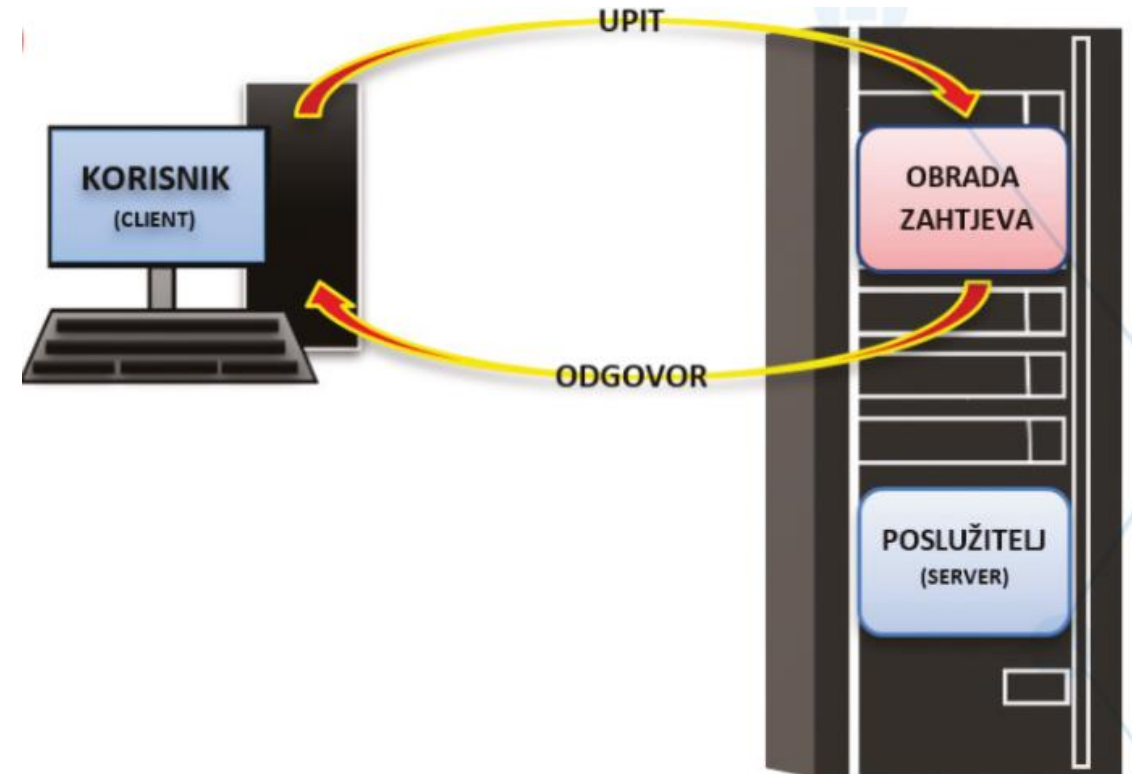 UPIT
KORISNIK
(CLIENT)
OBRADA
ZAHTJEVA
ODGOVOR
POSLUŽITELJ
(SERVER)